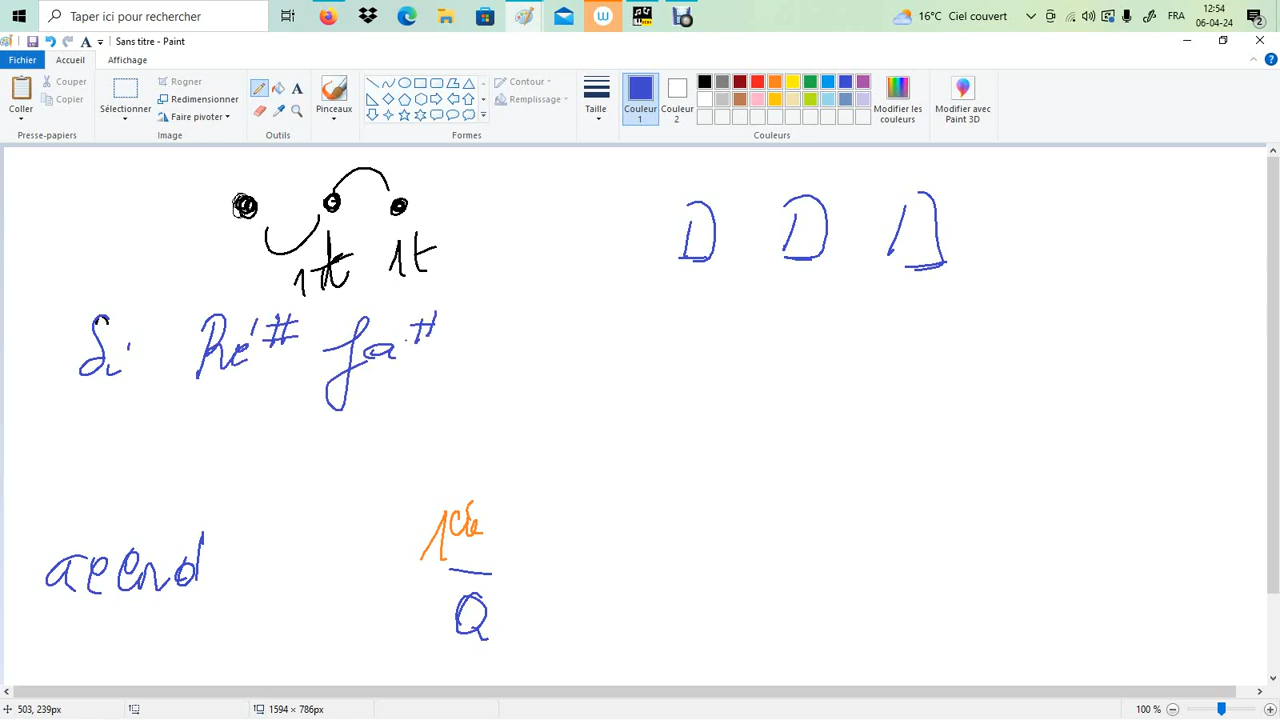 Taper ici pour rechercher
16°C Ciel couvert
FRA
12:54
06-04-24
2
Sans titre - Paint
Fichier
Accueil
Affichage
Coller
Couper
Copier
Presse-papiers
Sélectionner
Rogner
Redimensionner
Faire pivoter
Image
A
Outils
Pinceaux
Contour
Remplissage
Formes
Taille
Couleur 1
Couleur 2
Modifier les couleurs
Couleurs
Modifier avec Paint 3D
1t 1t
D D D
Si Ré# fa#
accord
Q
503, 239px
1594 × 786px
100 %